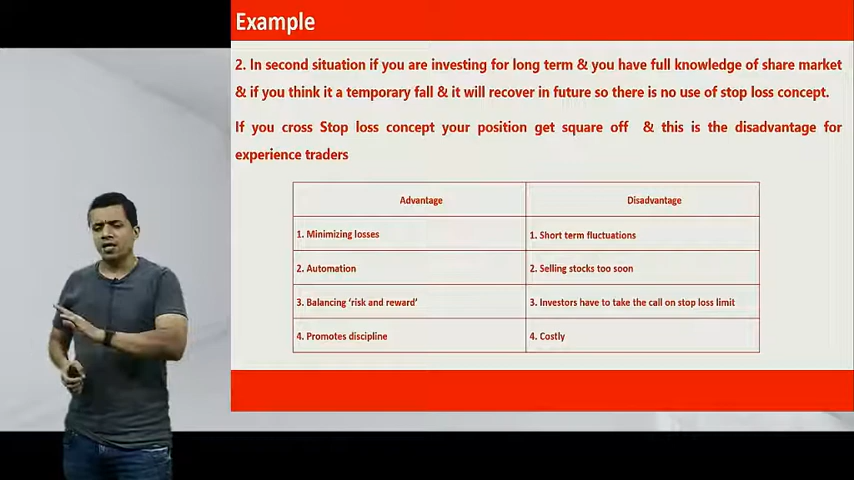 Example
2. In second situation if you are investing for long term & you have full knowledge of share market
& if you think it a temporary fall & it will recover in future so there is no use of stop loss concept.
If you cross Stop loss concept your position get square off & this is the disadvantage for
experience traders
Advantage Disadvantage
1. Minimizing losses 1. Short term fluctuations
2. Automation 2. Selling stocks too soon
3. Balancing ‘risk and reward’ 3. Investors have to take the call on stop loss limit
4. Promotes discipline 4. Costly